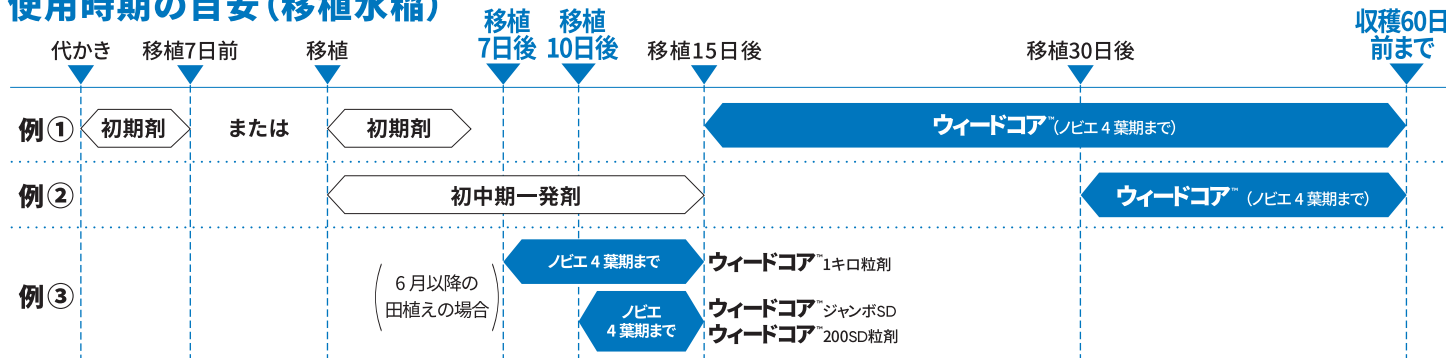 使用時期の目安（移植水稲）
代かき
移植7日前
移植
移植
7日後
移植
10日後
移植15日後
移植30日後
収穫60日
前まで
例①
初期剤
または
初期剤
ウィードコア™（ノビエ4葉期まで）
例②
初中期一発剤
ウィードコア™（ノビエ4葉期まで）
例③
（6月以降の
田植えの場合）
ノビエ4葉期まで
ウィードコア™1キロ粒剤
ノビエ
4葉期まで
ウィードコア™ジャンボSD
ウィードコア™200SD粒剤